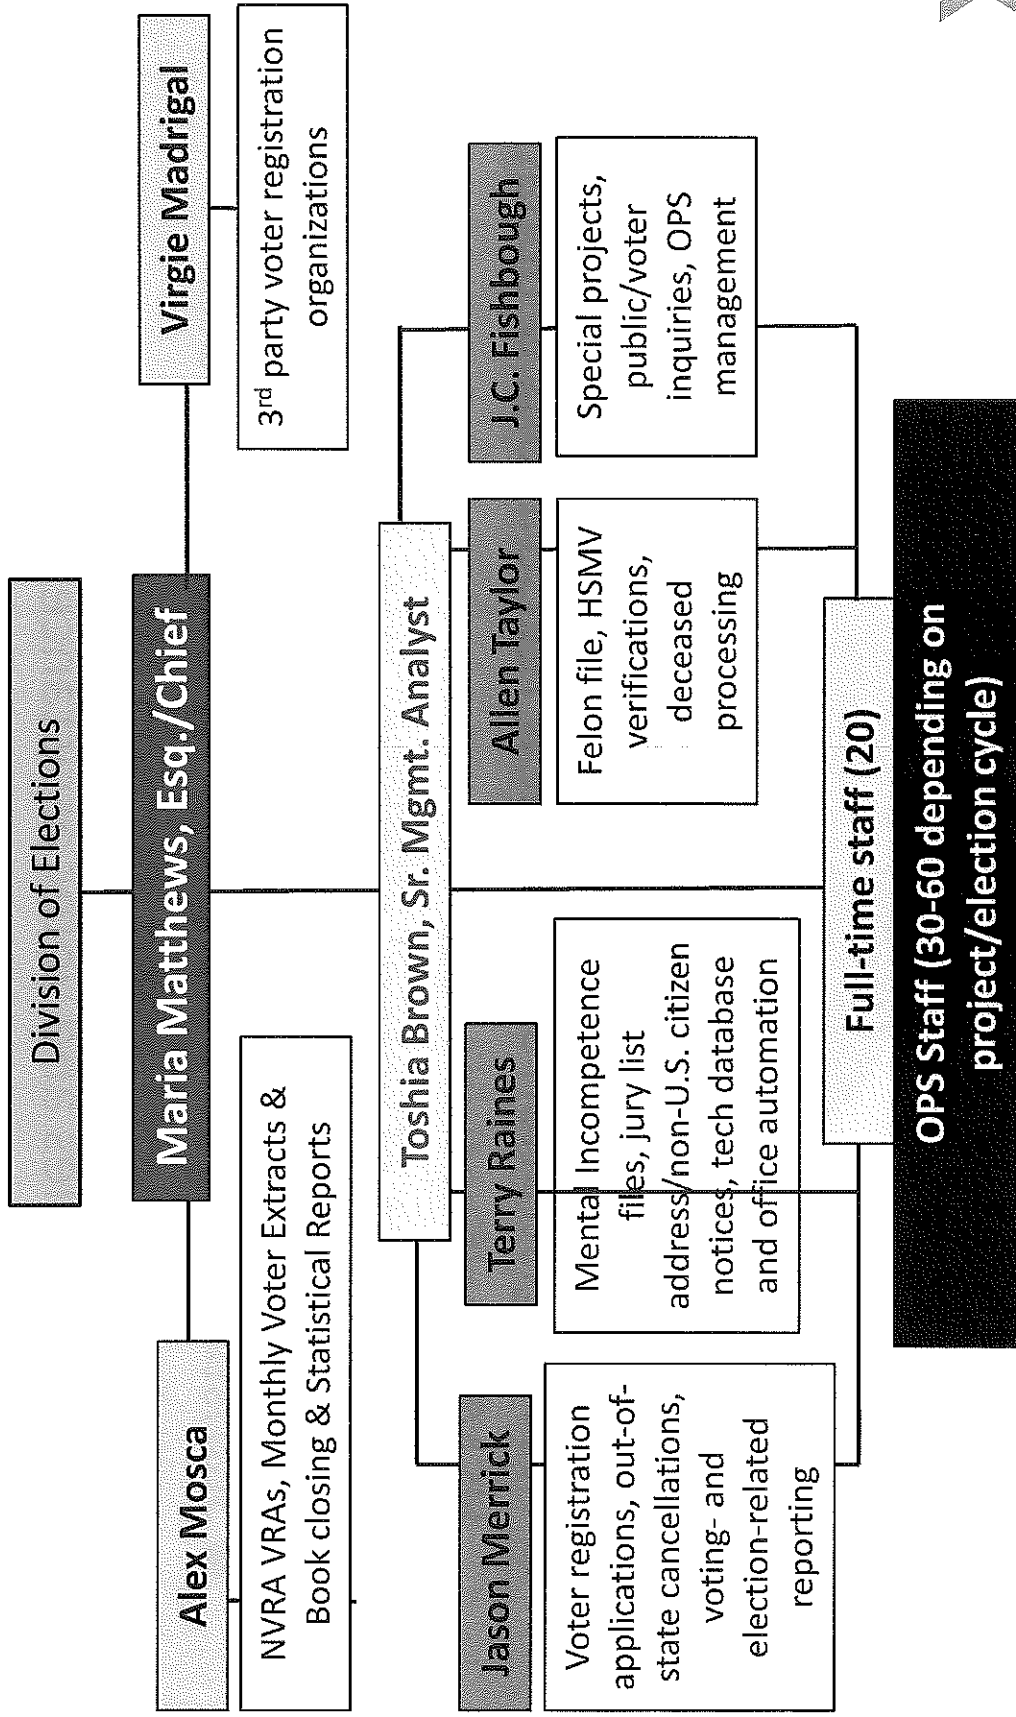 Division of Elections
Maria Matthews, Esq./Chief
Alex Mosca
NVRA VRAs, Monthly Voter Extracts &
Book closing & Statistical Reports
Virgie Madrigal
3rd party voter registration
organizations
Toshia Brown, Sr. Mgmt. Analyst
Jason Merrick
Voter registration
applications, out-of-
state cancellations,
voting- and
election-related
reporting
Terry Raines
Mental Incompetence
files, jury list
address/non-U.S. citizen
notices, tech database
and office automation
Allen Taylor
Felon file, HSMV
verifications,
deceased
processing
J.C. Fishbough
Special projects,
public/voter
inquiries, OPS
management
Full-time staff (20)
OPS Staff (30-60 depending on
project/election cycle)